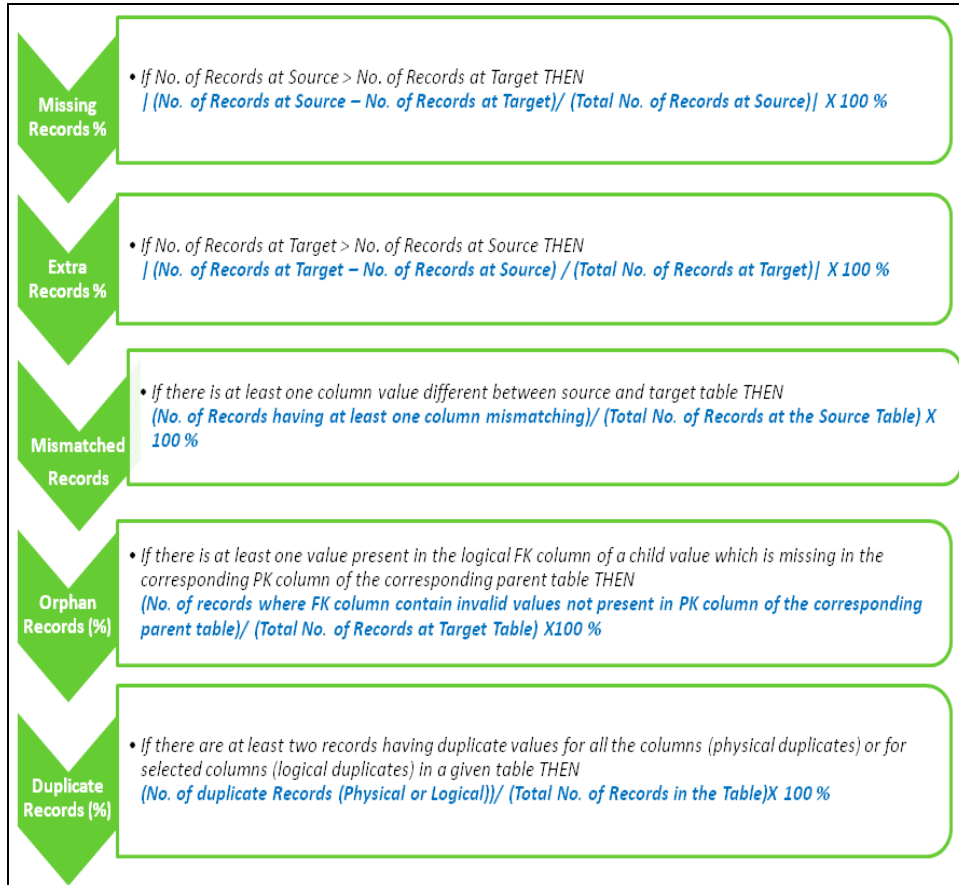 Missing
Records %
• If No. of Records at Source > No. of Records at Target THEN
| (No. of Records at Source – No. of Records at Target)/ (Total No. of Records at Source)| X 100 %
Extra
Records %
• If No. of Records at Target > No. of Records at Source THEN
| (No. of Records at Target – No. of Records at Source) / (Total No. of Records at Target)| X 100 %
Mismatched
Records
• If there is at least one column value different between source and target table THEN
(No. of Records having at least one column mismatching)/ (Total No. of Records at the Source Table) X
100 %
Orphan
Records (%)
• If there is at least one value present in the logical FK column of a child value which is missing in the
corresponding PK column of the corresponding parent table THEN
(No. of records where FK column contain invalid values not present in PK column of the corresponding
parent table)/ (Total No. of Records at Target Table) X100 %
Duplicate
Records (%)
• If there are at least two records having duplicate values for all the columns (physical duplicates) or for
selected columns (logical duplicates) in a given table THEN
(No. of duplicate Records (Physical or Logical))/ (Total No. of Records in the Table)X 100 %